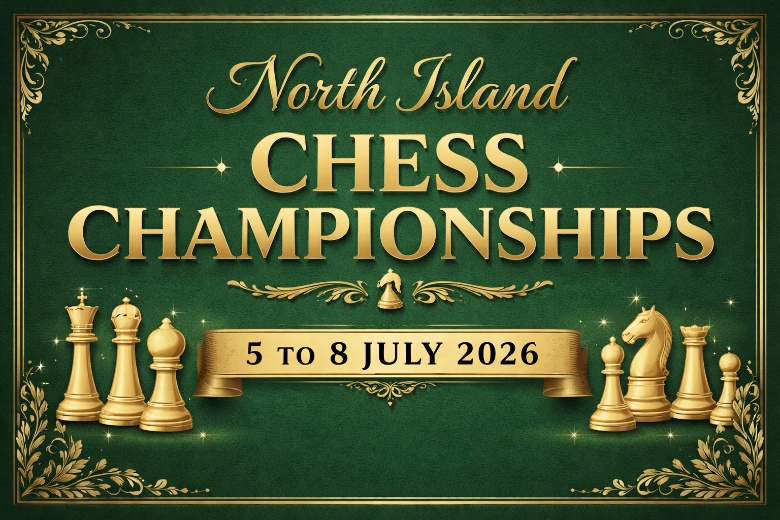 North Island
CHESS
CHAMPIONSHIPS
5 TO 8 JULY 2026